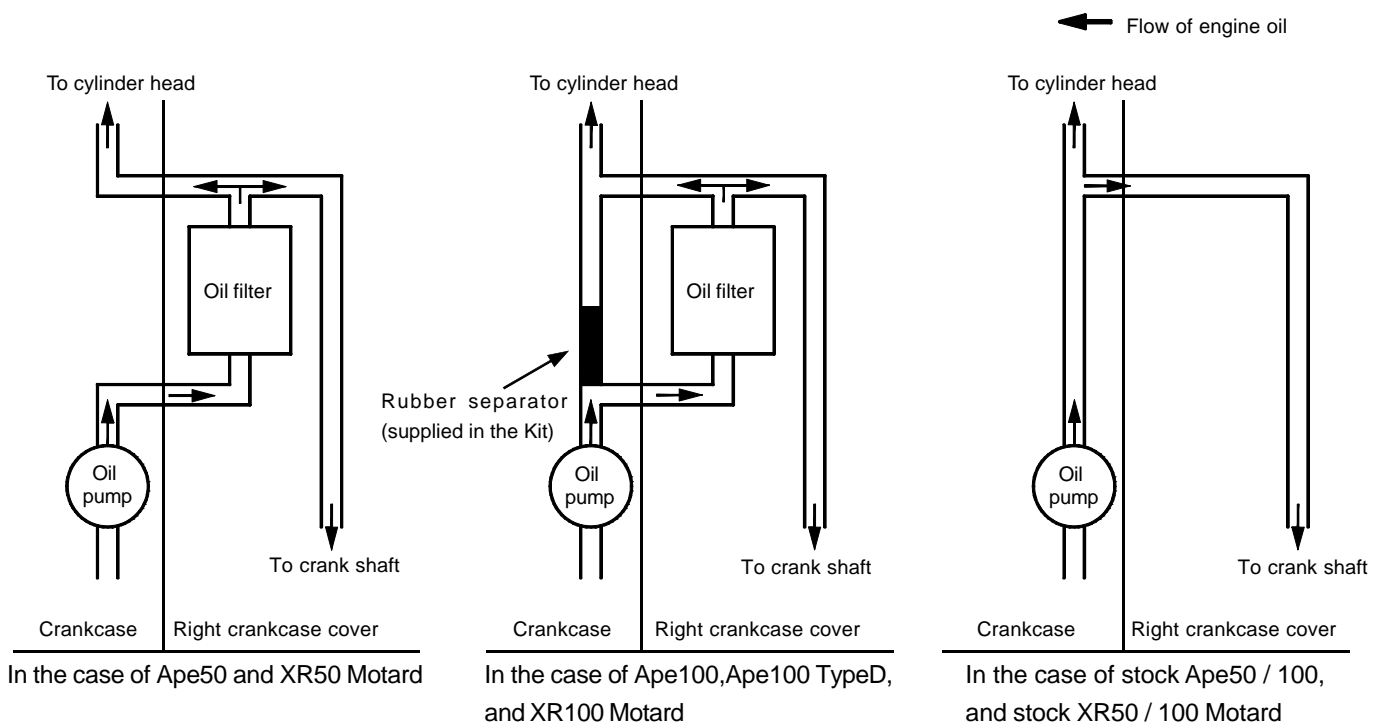 Flow of engine oil
To cylinder head
Oil filter
Oil
pump
To crank shaft
Crankcase
Right crankcase cover
In the case of Ape50 and XR50 Motard
To cylinder head
Oil filter
Rubber separator
(supplied in the Kit)
Oil
pump
To crank shaft
Crankcase
Right crankcase cover
In the case of Ape100,Ape100 TypeD,
and XR100 Motard
To cylinder head
Oil
pump
To crank shaft
Crankcase
Right crankcase cover
In the case of stock Ape50 / 100,
and stock XR50 / 100 Motard